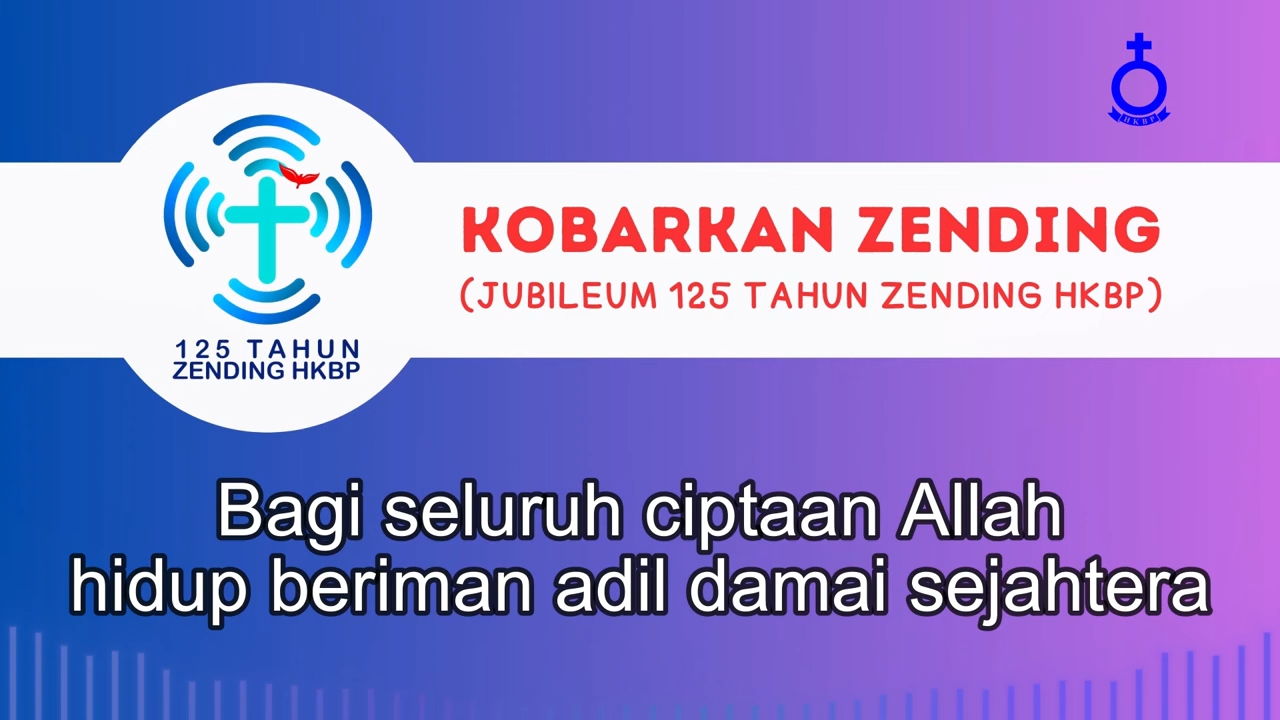 HKBP
KOBARKAN ZENDING
(JUBILEUM 125 TAHUN ZENDING HKBP)
125 TAHUN
ZENDING HKBP
Bagi seluruh ciptaan Allah
hidup beriman adil damai sejahtera